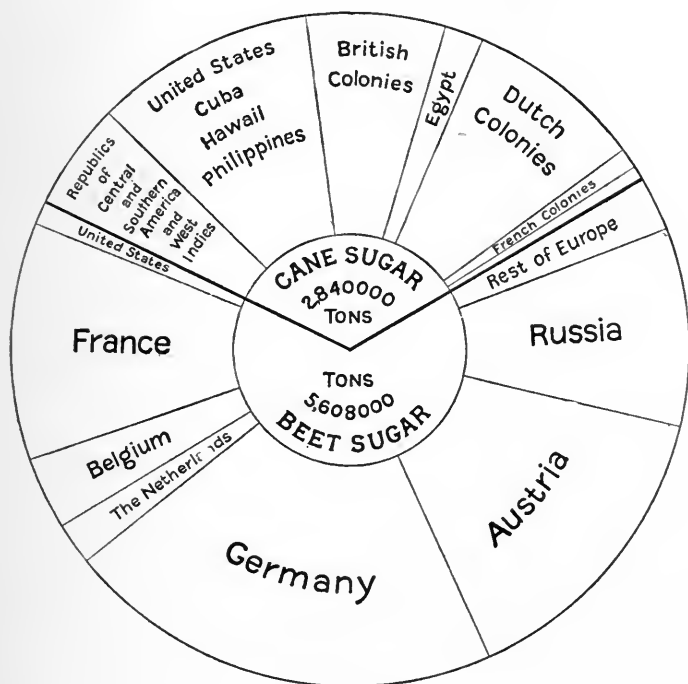 United States
Cuba
Hawaii
Philippines
British
Colonies
Egypt
Dutch
Colonies
French Colonies
Republics
of
Central
and
Southern
America
and
West
Indies
CANE SUGAR
2,840000
TONS
United States
France
Belgium
The Netherlands
Germany
Austria
Russia
Rest of Europe
TONS
5,608000
BEET SUGAR